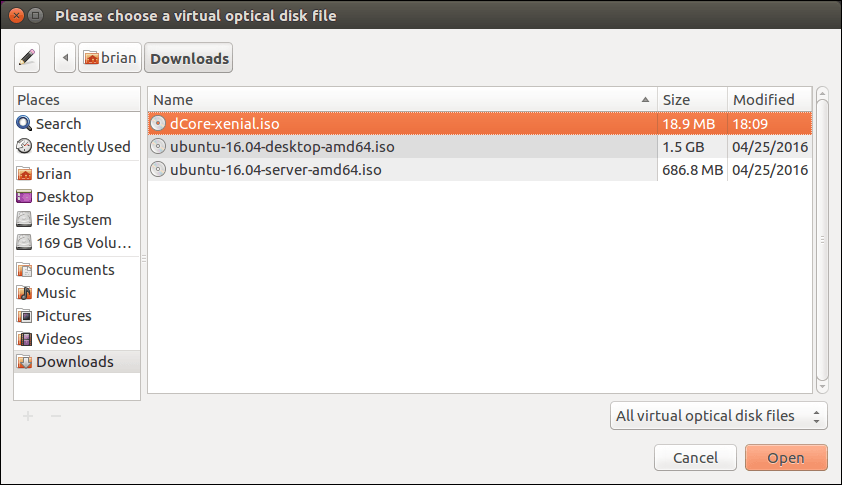 Please choose a virtual optical disk file
brian Downloads
Places
Search
Recently Used
brian
Desktop
File System
169 GB Volu...
Documents
Music
Pictures
Videos
Downloads
Name Size Modified
dCore-xenial.iso 18.9 MB 18:09
ubuntu-16.04-desktop-amd64.iso 1.5 GB 04/25/2016
ubuntu-16.04-server-amd64.iso 686.8 MB 04/25/2016
All virtual optical disk files
Cancel Open